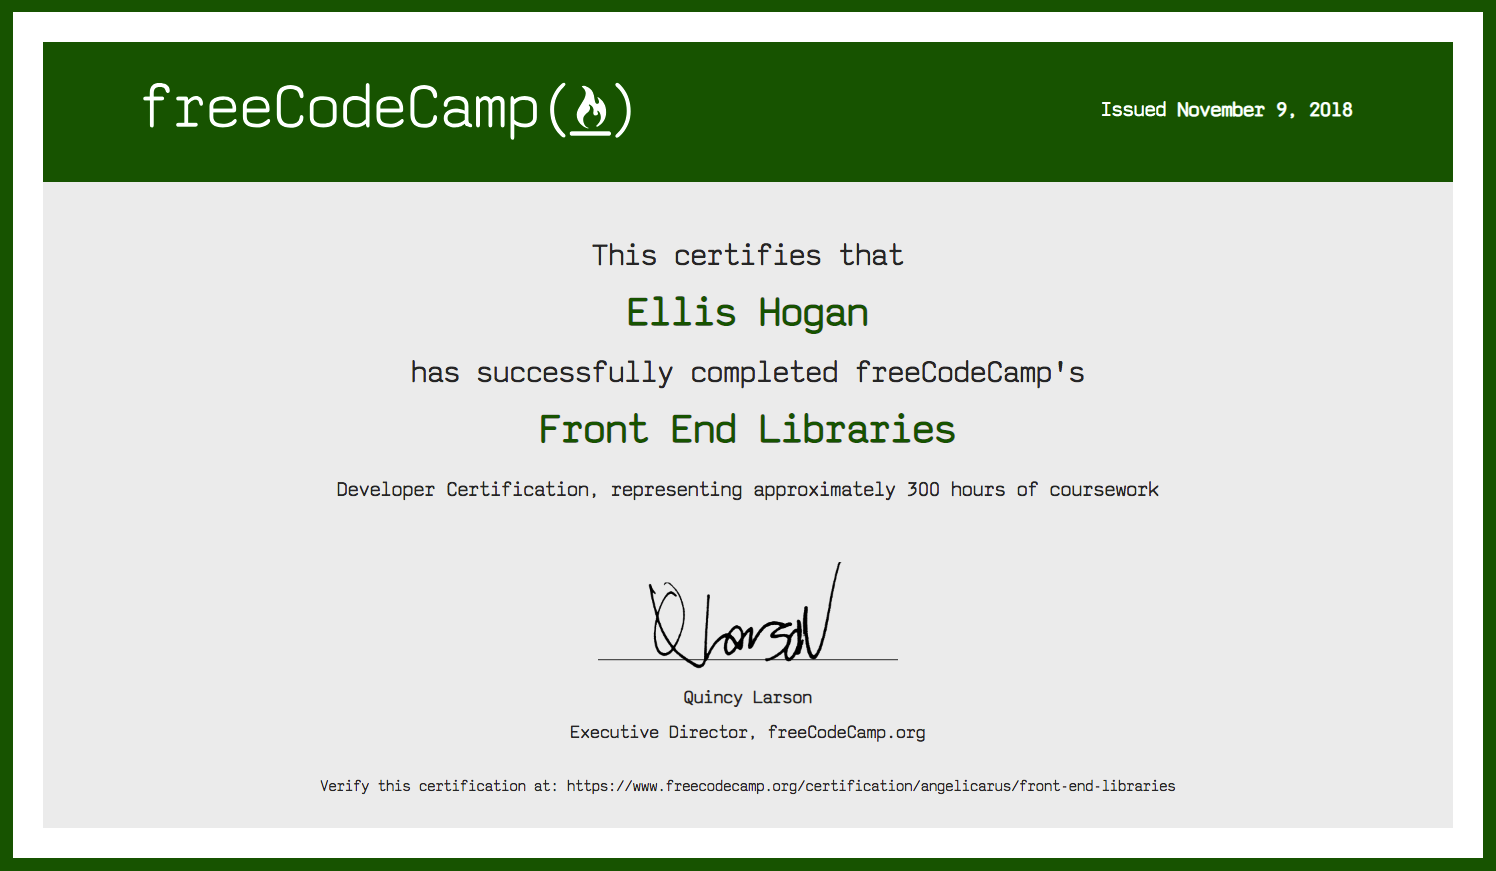 freeCodeCamp(🔥)
Issued November 9, 2018
This certifies that
Ellis Hogan
has successfully completed freeCodeCamp's
Front End Libraries
Developer Certification, representing approximately 300 hours of coursework
Q Larson
Quincy Larson
Executive Director, freeCodeCamp.org
Verify this certification at: https://www.freecodecamp.org/certification/angelicarus/front-end-libraries